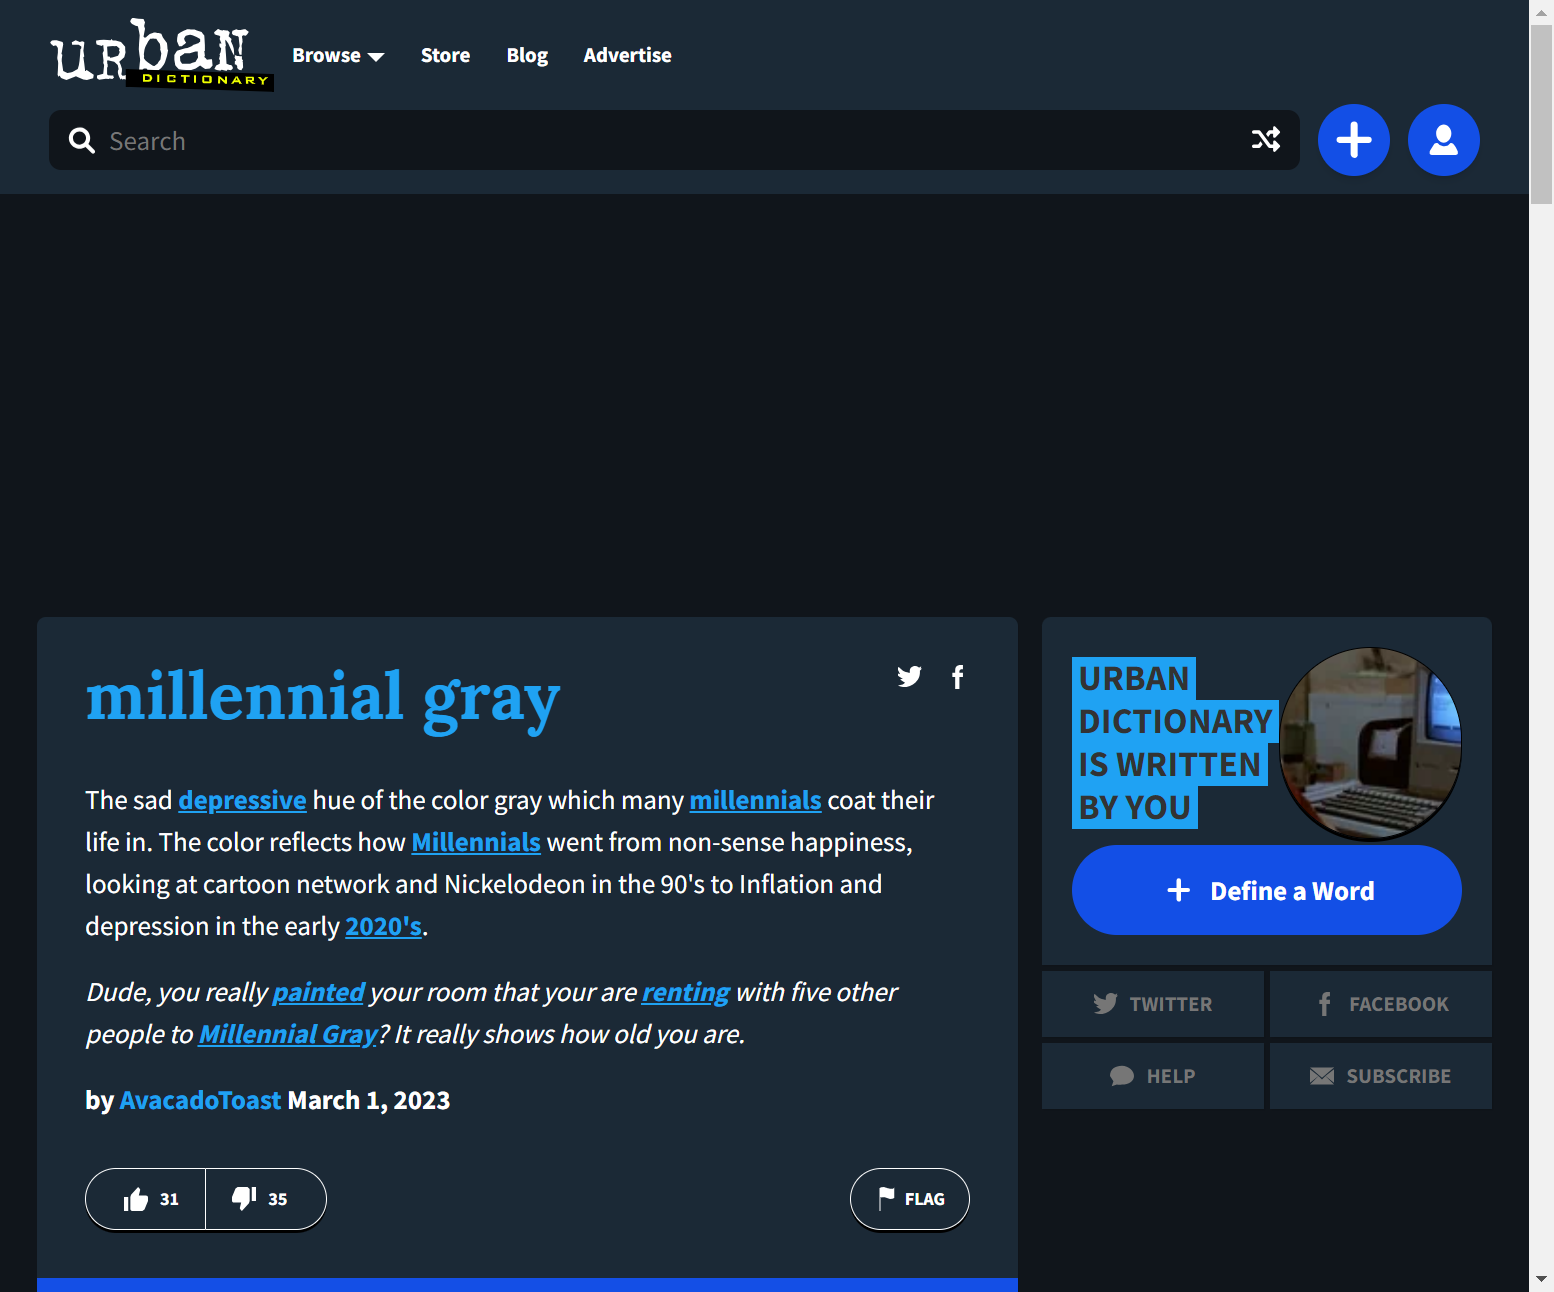 urban
DICTIONARY
Browse
Store
Blog
Advertise
Search
millennial gray
The sad depressive hue of the color gray which many millennials coat their
life in. The color reflects how Millennials went from non-sense happiness,
looking at cartoon network and Nickelodeon in the 90's to Inflation and
depression in the early 2020's.
Dude, you really painted your room that your are renting with five other
people to Millennial Gray? It really shows how old you are.
by AvacadoToast March 1, 2023
31
35
FLAG
URBAN
DICTIONARY
IS WRITTEN
BY YOU
Define a Word
TWITTER
FACEBOOK
HELP
SUBSCRIBE